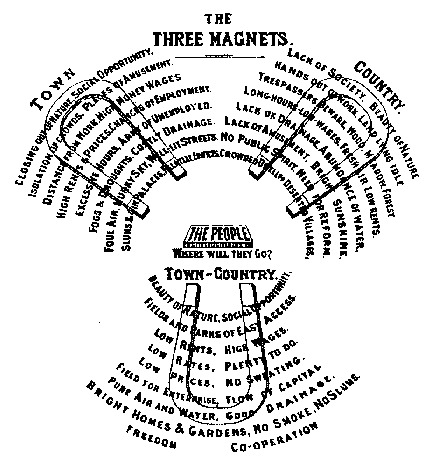 THE
THREE MAGNETS.
TOWN
CLOSING OUT OF NATURE. SOCIAL OPPORTUNITY.
ISOLATION OF CROWDS. PLACES OF AMUSEMENT.
DISTANCE FROM WORK. HIGH MONEY WAGES
HIGH RENTS & PRICES. CHANCES OF EMPLOYMENT.
EXCESSIVE HOURS. ARMY OF UNEMPLOYED.
FOGS & DROUGHTS. COSTLY DRAINAGE.
FOUL AIR. MURKY SKY. WELL-LIT STREETS.
SLUMS & GIN PALACES.
COUNTRY.
LACK OF SOCIETY. BEAUTY OF NATURE
HANDS OUT OF WORK. LAND LYING IDLE
TRESPASSERS BEWARE. WOOD, MEADOW, FOREST
LONG HOURS. LOW WAGES. FRESH AIR. LOW RENTS.
LACK OF DRAINAGE. ABUNDANCE OF WATER.
LACK OF AMUSEMENT. BRIGHT SUNSHINE.
NO PUBLIC SPIRIT. NEED FOR REFORM.
CROWDED DWELLINGS. DESERTED VILLAGES.
THE PEOPLE
WHERE WILL THEY GO?
TOWN-COUNTRY.
BEAUTY OF NATURE, SOCIAL OPPORTUNITY.
FIELDS AND PARKS OF EASY ACCESS.
LOW RENTS, HIGH WAGES.
LOW RATES, PLENTY TO DO.
LOW PRICES, NO SWEATING.
FIELD FOR ENTERPRISE, FLOW OF CAPITAL
PURE AIR AND WATER, GOOD DRAINAGE.
BRIGHT HOMES & GARDENS, NO SMOKE, NO SLUMS
FREEDOM CO-OPERATION